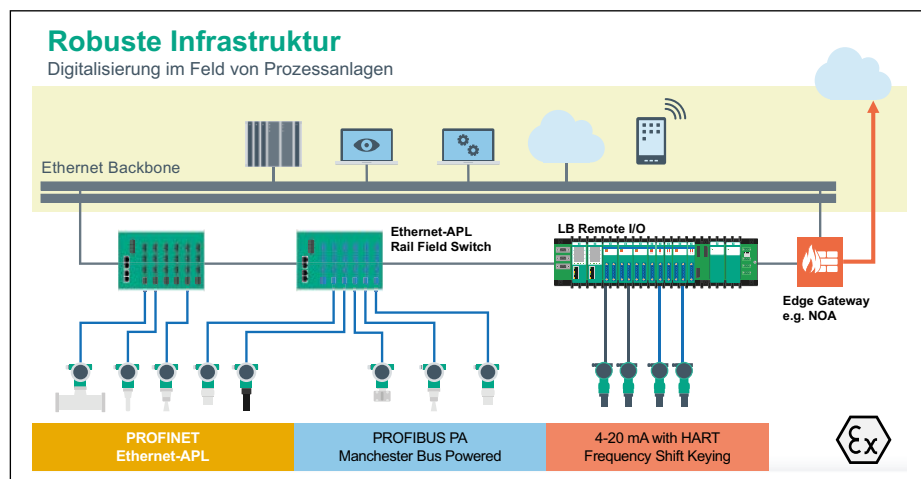 Robuste Infrastruktur
Digitalisierung im Feld von Prozessanlagen
Ethernet Backbone
Ethernet-APL
Rail Field Switch
LB Remote I/O
Edge Gateway
e.g. NOA
PROFINET
Ethernet-APL
PROFIBUS PA
Manchester Bus Powered
4-20 mA with HART
Frequency Shift Keying
Ex